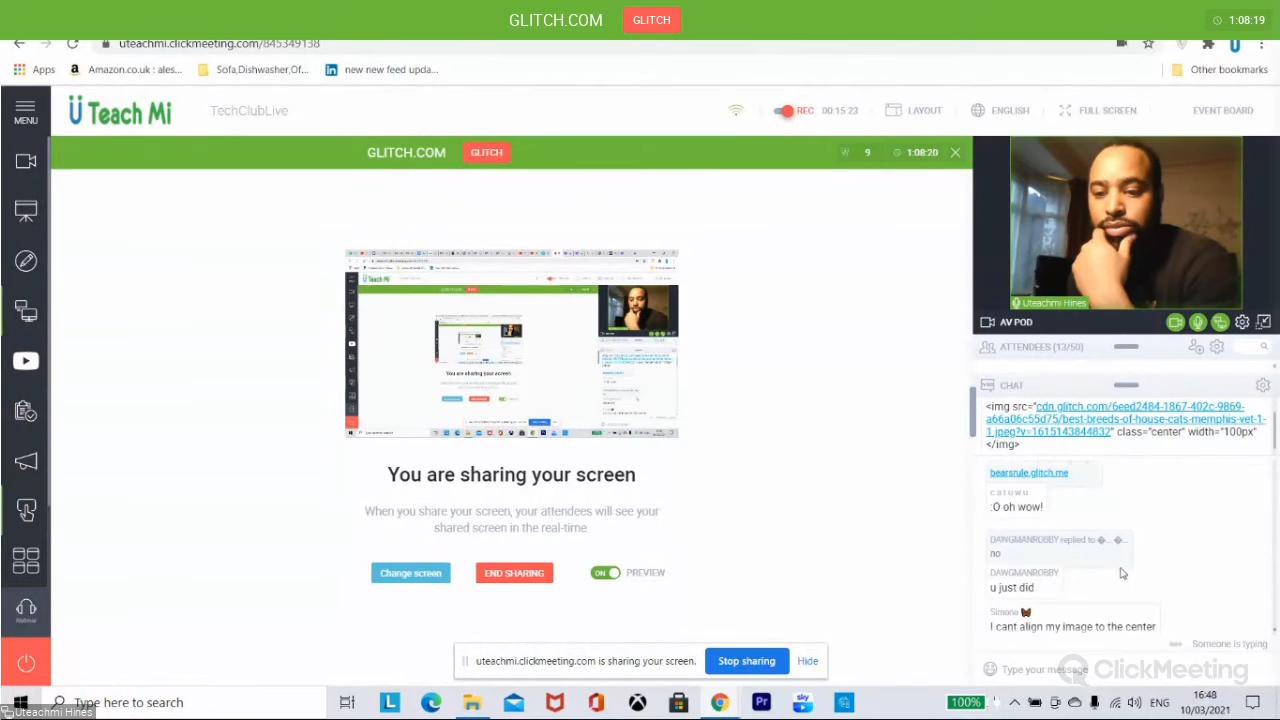 GLITCH.COM GLITCH 1:08:19
uteachmi.clickmeeting.com/845349138
Apps Amazon.co.uk : ales... Sofa,Dishwasher,Of... new new feed upda... Other bookmarks
MENU Ü Teach Mi TechClubLive REC 00:15:23 LAYOUT ENGLISH FULL SCREEN EVENT BOARD
GLITCH.COM GLITCH 9 1:08:20
Uteachmi Hines
AV POD
ATTENDEES (13/50)
CHAT
<img src="cdn.glitch.com/6eed2484-1867-402c-9869-
a66a06c55d75/best-breeds-of-house-cats-memphis-vet-1-
1.jpeg?v=1615143844832" class="center" width="100px"
</img>
bearsrule.glitch.me
catuwu
:O oh wow!
DAWGMANROBBY replied to �... �...
no
DAWGMANROBBY
u just did
Simona
I cant align my image to the center
Someone is typing
Type your message
ClickMeeting
You are sharing your screen
When you share your screen, your attendees will see your
shared screen in the real-time
Change screen END SHARING ON PREVIEW
uteachmi.clickmeeting.com is sharing your screen. Stop sharing Hide
Type here to search
L Pr sky 100% ENG 16:48
10/03/2021
Uteachmi Hines